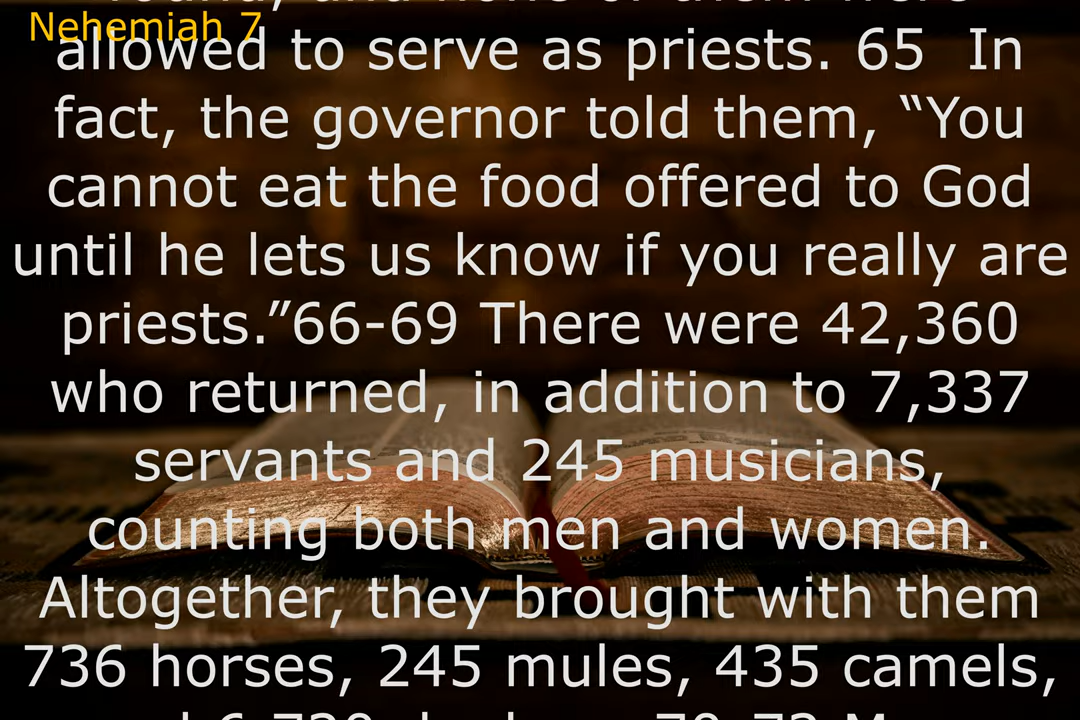 Nehemiah 7
allowed to serve as priests. 65  In
fact, the governor told them, “You
cannot eat the food offered to God
until he lets us know if you really are
priests.”66-69 There were 42,360
who returned, in addition to 7,337
servants and 245 musicians,
counting both men and women.
Altogether, they brought with them
736 horses, 245 mules, 435 camels,